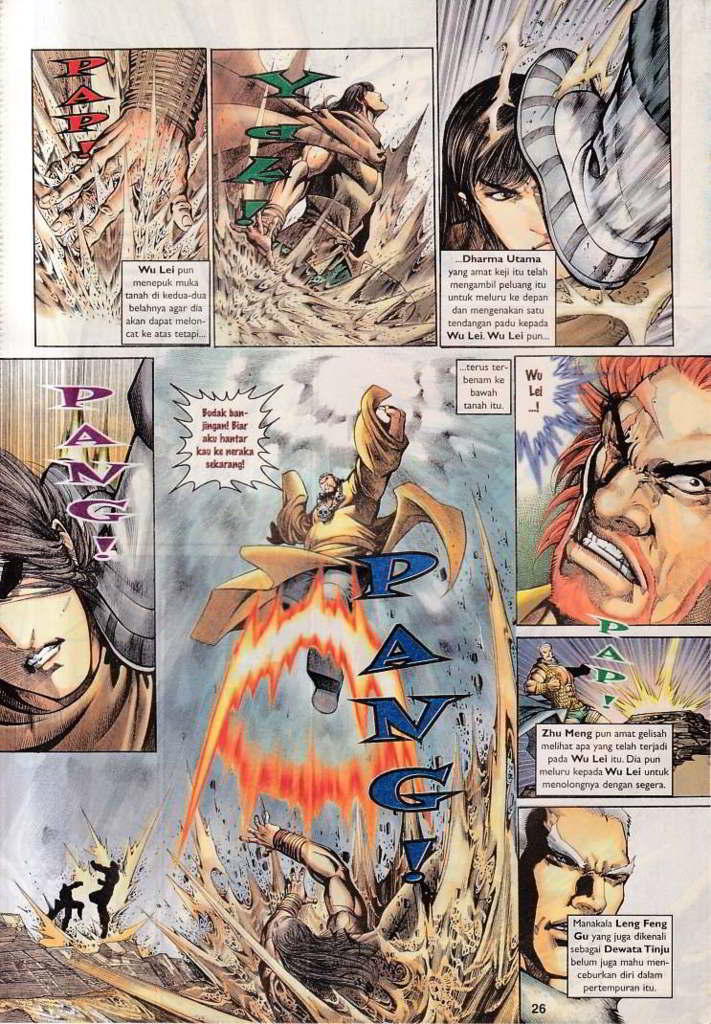 PAP!
Wu Lei pun
menepuk muka
tanah di kedua-dua
belahnya agar dia
akan dapat melon-
cat ke atas tetapi...
YAK!
...Dharma Utama
yang amat keji itu telah
mengambil peluang itu
untuk meluru ke depan
dan mengenakan satu
tendangan padu kepada
Wu Lei. Wu Lei pun...
PANG!
Budak ban-
jingan! Biar
aku hantar
kau ke neraka
sekarang!
...terus ter-
benam ke
bawah
tanah itu.
PANG!
Wu
Lei
...!
PAP!
Zhu Meng pun amat gelisah
melihat apa yang telah terjadi
pada Wu Lei itu. Dia pun
meluru kepada Wu Lei untuk
menolongnya dengan segera.
Manakala Leng Feng
Gu yang juga dikenali
sebagai Dewata Tinju
belum juga mahu men-
ceburkan diri dalam
pertempuran itu.
26